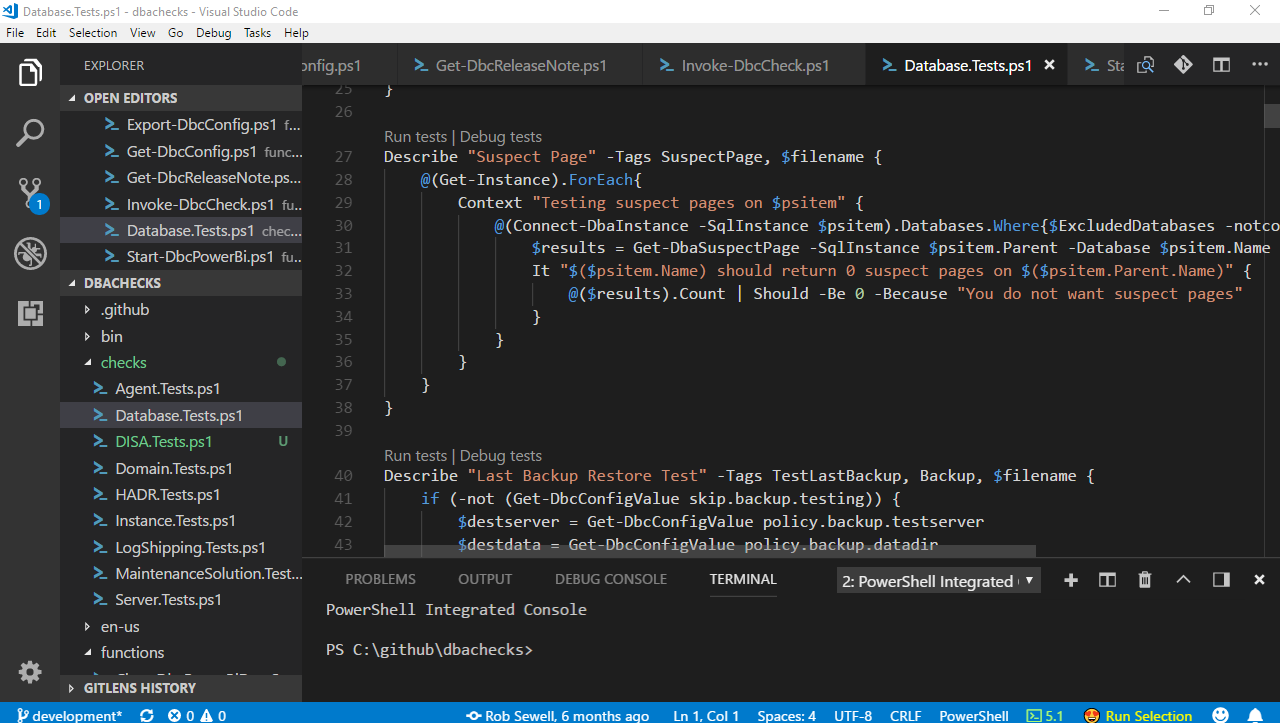 Database.Tests.ps1 - dbachecks - Visual Studio Code
File Edit Selection View Go Debug Tasks Help
EXPLORER
OPEN EDITORS
Export-DbcConfig.ps1 f...
Get-DbcConfig.ps1 func...
Get-DbcReleaseNote.ps...
Invoke-DbcCheck.ps1 fu...
Database.Tests.ps1 chec...
Start-DbcPowerBi.ps1 fu...
1
DBACHECKS
.github
bin
checks
Agent.Tests.ps1
Database.Tests.ps1
DISA.Tests.ps1 U
Domain.Tests.ps1
HADR.Tests.ps1
Instance.Tests.ps1
LogShipping.Tests.ps1
MaintenanceSolution.Test...
Server.Tests.ps1
en-us
functions
GITLENS HISTORY
onfig.ps1 Get-DbcReleaseNote.ps1 Invoke-DbcCheck.ps1 Database.Tests.ps1 Sta
25 }
26
Run tests | Debug tests
27 Describe "Suspect Page" -Tags SuspectPage, $filename {
28 @(Get-Instance).ForEach{
29 Context "Testing suspect pages on $psitem" {
30 @(Connect-DbaInstance -SqlInstance $psitem).Databases.Where{$ExcludedDatabases -notco
31 $results = Get-DbaSuspectPage -SqlInstance $psitem.Parent -Database $psitem.Name
32 It "$($psitem.Name) should return 0 suspect pages on $($psitem.Parent.Name)" {
33 @($results).Count | Should -Be 0 -Because "You do not want suspect pages"
34 }
35 }
36 }
37 }
38 }
39
Run tests | Debug tests
40 Describe "Last Backup Restore Test" -Tags TestLastBackup, Backup, $filename {
41 if (-not (Get-DbcConfigValue skip.backup.testing)) {
42 $destserver = Get-DbcConfigValue policy.backup.testserver
43 $destdata = Get-DbcConfigValue policy.backup.datadir
PROBLEMS OUTPUT DEBUG CONSOLE TERMINAL 2: PowerShell Integrated
PowerShell Integrated Console
PS C:\github\dbachecks>
development* 0 0 Rob Sewell, 6 months ago Ln 1, Col 1 Spaces: 4 UTF-8 CRLF PowerShell 5.1 Run Selection